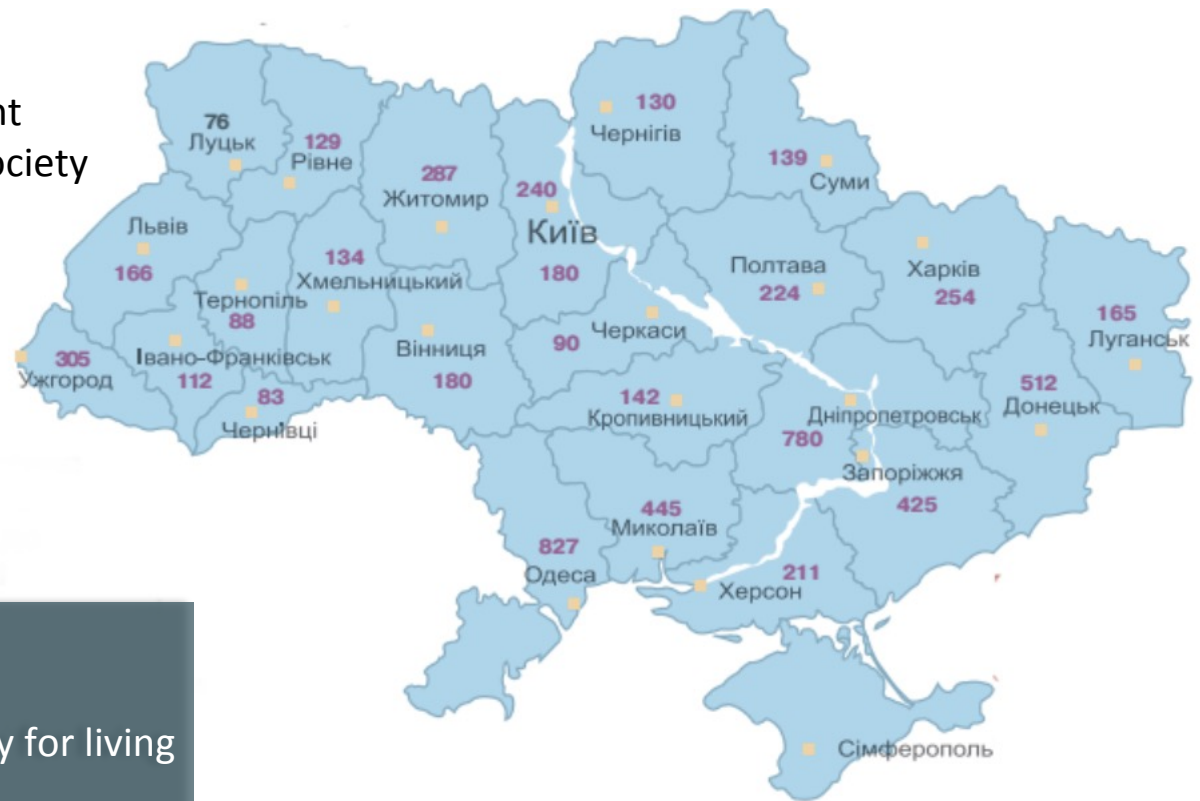 nt
ociety
76
Луцьк
129
Рівне
287
Житомир
240
Київ
180
130
Чернігів
139
Суми
Львів
166
Тернопіль
88
134
Хмельницький
Вінниця
180
90
Черкаси
Полтава
224
Харків
254
165
Луганськ
305
Ужгород
Івано-Франківськ
112
83
Чернівці
142
Кропивницький
Дніпропетровськ
780
512
Донецьк
Запоріжжя
425
445
Миколаїв
827
Одеса
211
Херсон
Сімферополь
y for living